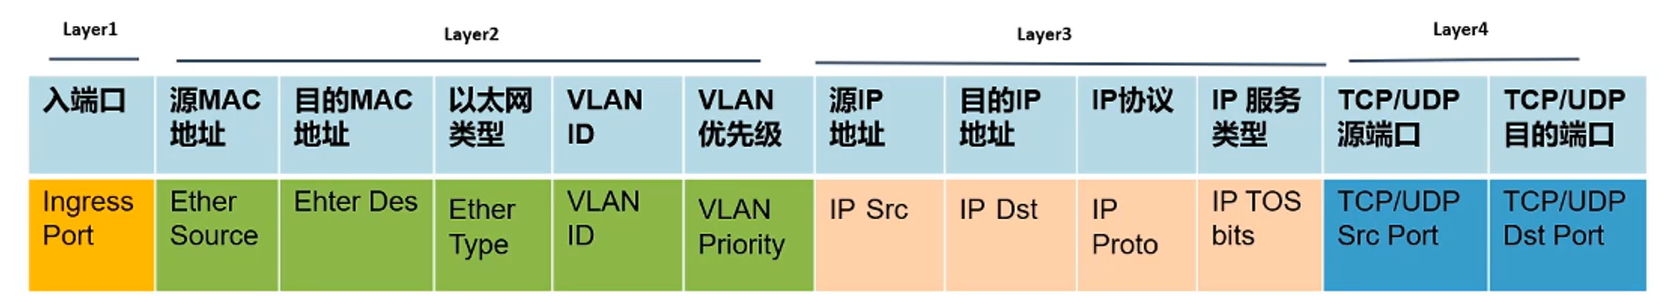 Layer1
Layer2
Layer3
Layer4
入端口
源MAC
地址
目的MAC
地址
以太网
类型
VLAN
ID
VLAN
优先级
源IP
地址
目的IP
地址
IP协议
IP 服务
类型
TCP/UDP
源端口
TCP/UDP
目的端口
Ingress
Port
Ether
Source
Ehter Des
Ether
Type
VLAN
ID
VLAN
Priority
IP Src
IP Dst
IP
Proto
IP TOS
bits
TCP/UDP
Src Port
TCP/UDP
Dst Port